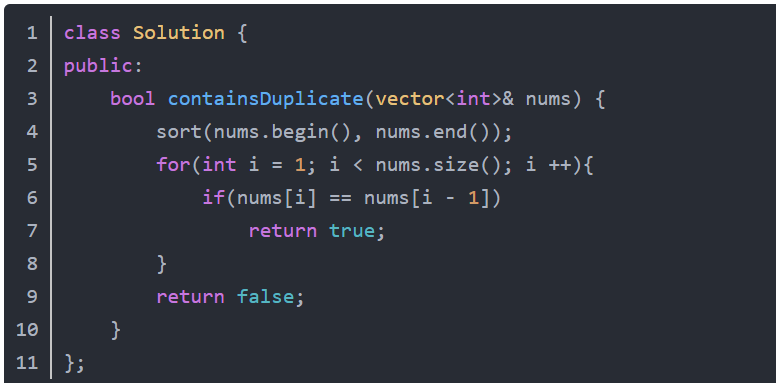 1 class Solution {
2 public:
3     bool containsDuplicate(vector<int>& nums) {
4         sort(nums.begin(), nums.end());
5         for(int i = 1; i < nums.size(); i ++){
6             if(nums[i] == nums[i - 1])
7                 return true;
8         }
9         return false;
10     }
11 };